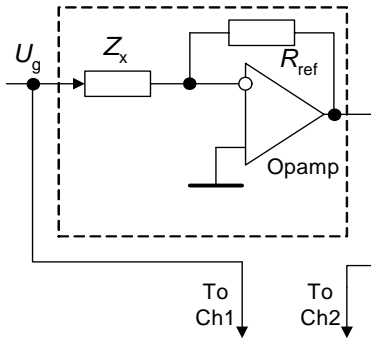 U_g
Z_x
R_ref
Opamp
To
Ch1
To
Ch2